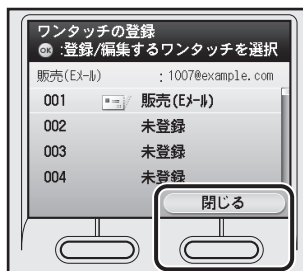 ワンタッチの登録
OK :登録/編集するワンタッチを選択
販売(Eﾒｰﾙ) : 1007@example.com
001 販売(Eﾒｰﾙ)
002 未登録
003 未登録
004 未登録
閉じる